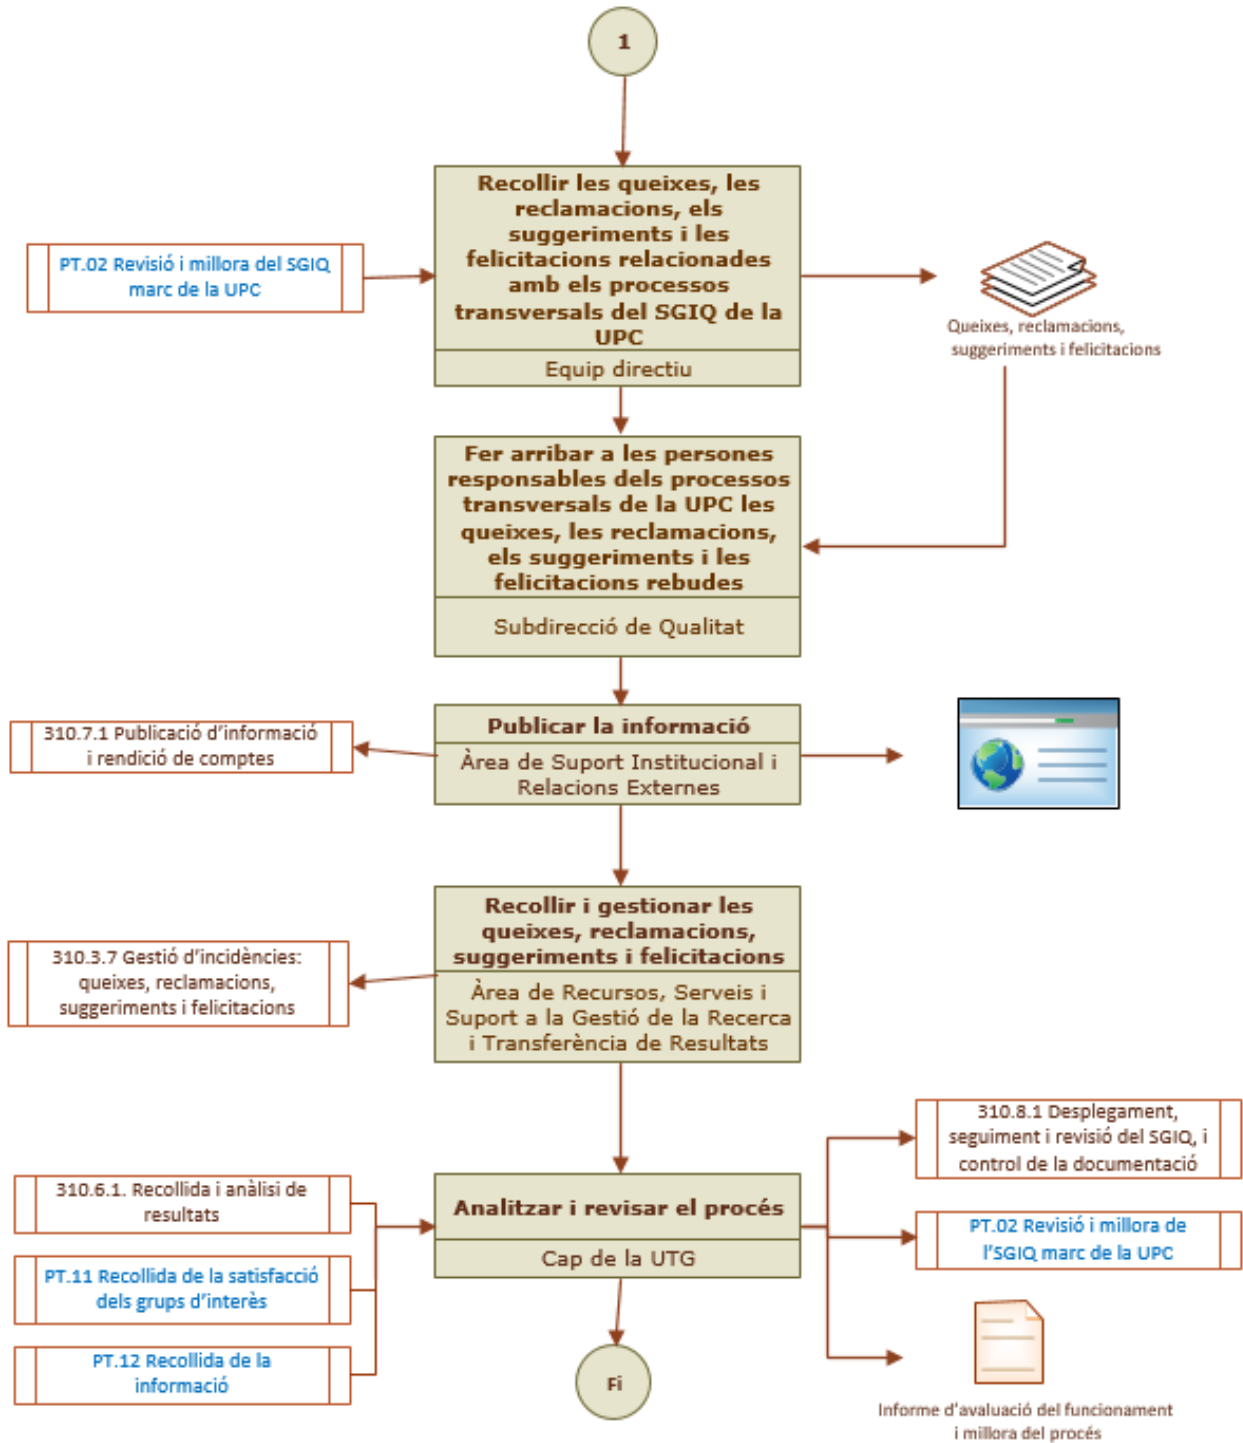 1
Recollir les queixes, les
reclamacions, els
suggeriments i les
felicitacions relacionades
amb els processos
transversals del SGIQ de la
UPC
Equip directiu
PT.02 Revisió i millora del SGIQ
marc de la UPC
Queixes, reclamacions,
suggeriments i felicitacions
Fer arribar a les persones
responsables dels processos
transversals de la UPC les
queixes, les reclamacions,
els suggeriments i les
felicitacions rebudes
Subdirecció de Qualitat
Publicar la informació
Àrea de Suport Institucional i
Relacions Externes
310.7.1 Publicació d'informació
i rendició de comptes
Recollir i gestionar les
queixes, reclamacions,
suggeriments i felicitacions
Àrea de Recursos, Serveis i
Suport a la Gestió de la Recerca
i Transferència de Resultats
310.3.7 Gestió d'incidències:
queixes, reclamacions,
suggeriments i felicitacions
Analitzar i revisar el procés
Cap de la UTG
310.6.1. Recollida i anàlisi de
resultats
PT.11 Recollida de la satisfacció
dels grups d'interès
PT.12 Recollida de la
informació
310.8.1 Desplegament,
seguiment i revisió del SGIQ, i
control de la documentació
PT.02 Revisió i millora de
l'SGIQ marc de la UPC
Informe d'avaluació del funcionament
i millora del procés
Fi